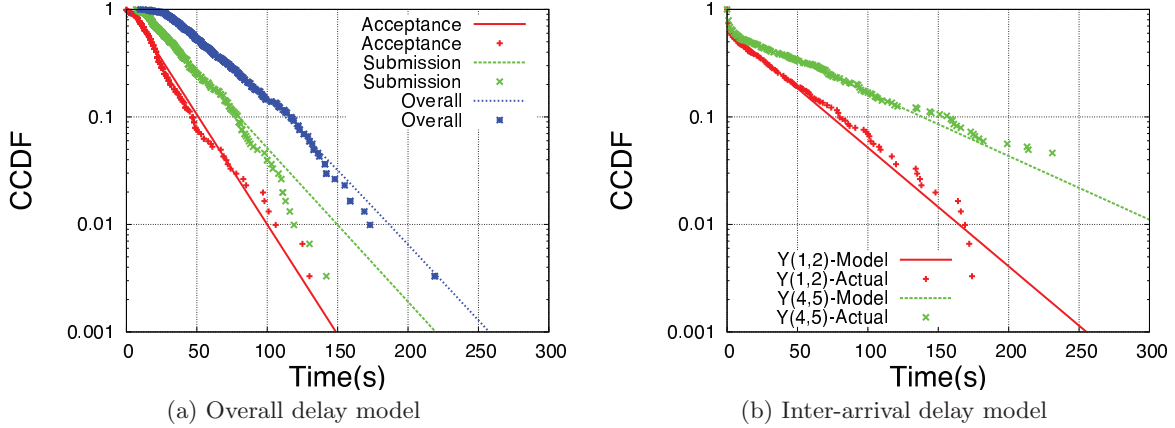 CCDF
1
0.1
0.01
0.001
0
50
100
150
200
250
300
Time(s)
Acceptance
Acceptance
Submission
Submission
Overall
Overall
(a) Overall delay model
CCDF
1
0.1
0.01
0.001
0
50
100
150
200
250
300
Time(s)
Y(1,2)-Model
Y(1,2)-Actual
Y(4,5)-Model
Y(4,5)-Actual
(b) Inter-arrival delay model